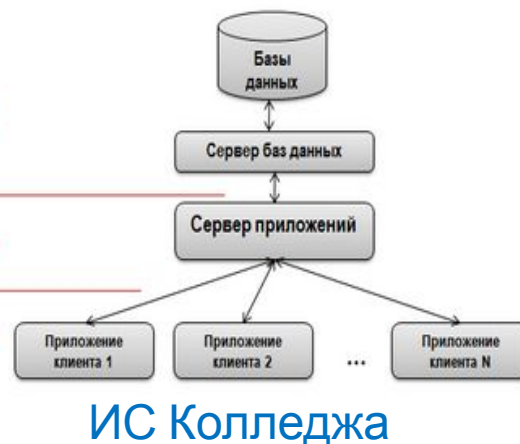 Базы
данных
Сервер баз данных
Сервер приложений
Приложение
клиента 1
Приложение
клиента 2
...
Приложение
клиента N
ИС Колледжа